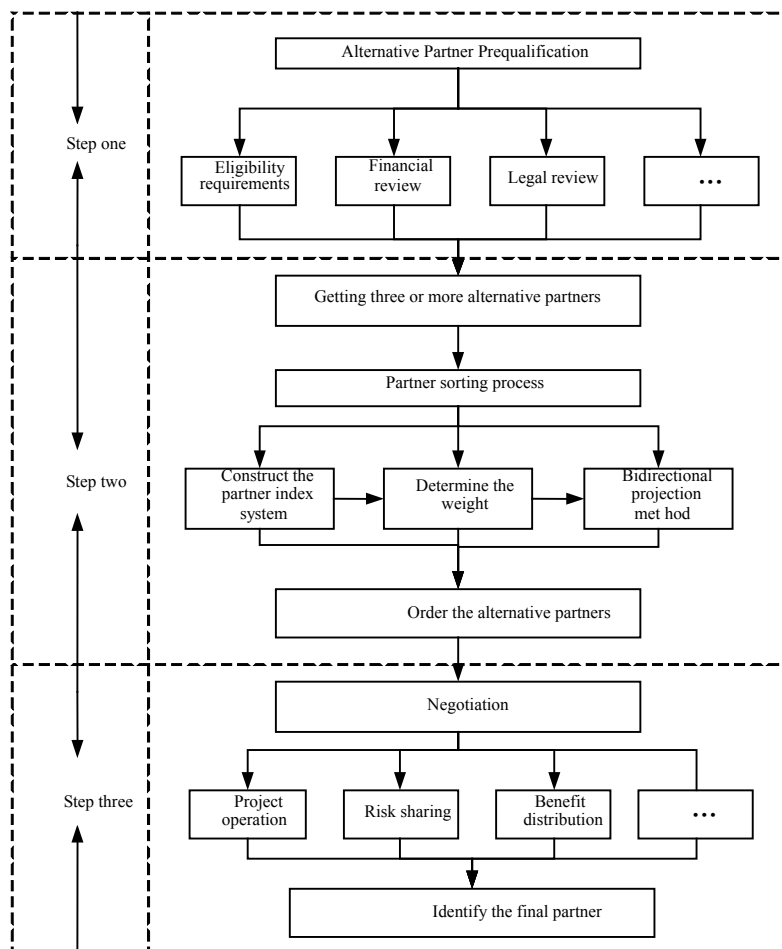 Alternative Partner Prequalification
Step one
Eligibility
requirements
Financial
review
Legal review
...
Getting three or more alternative partners
Partner sorting process
Step two
Construct the
partner index
system
Determine the
weight
Bidirectional
projection
met hod
Order the alternative partners
Negotiation
Step three
Project
operation
Risk sharing
Benefit
distribution
...
Identify the final partner